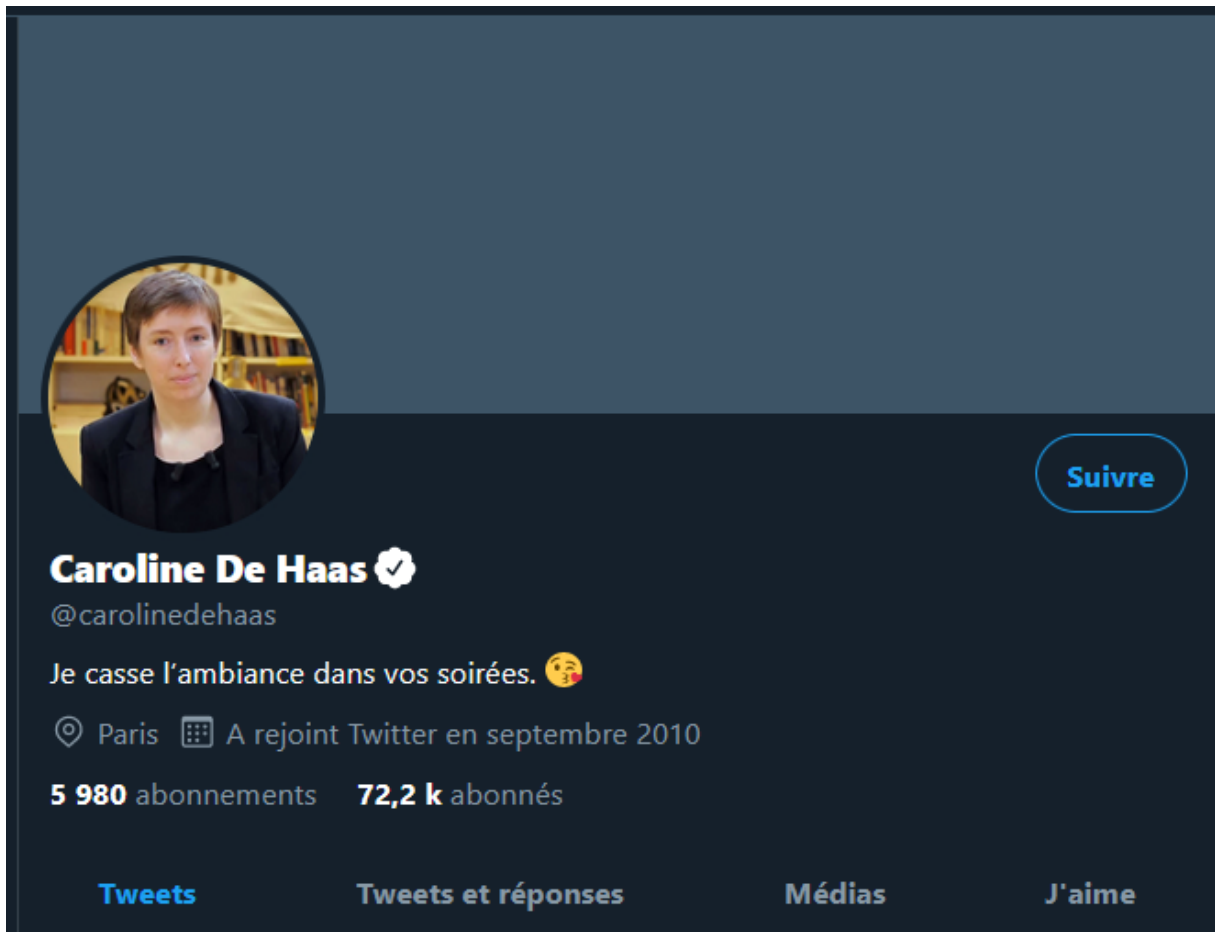 Suivre
Caroline De Haas
@carolinedehaas
Je casse l’ambiance dans vos soirées. 😘
Paris A rejoint Twitter en septembre 2010
5 980 abonnements 72,2 k abonnés
Tweets Tweets et réponses Médias J'aime